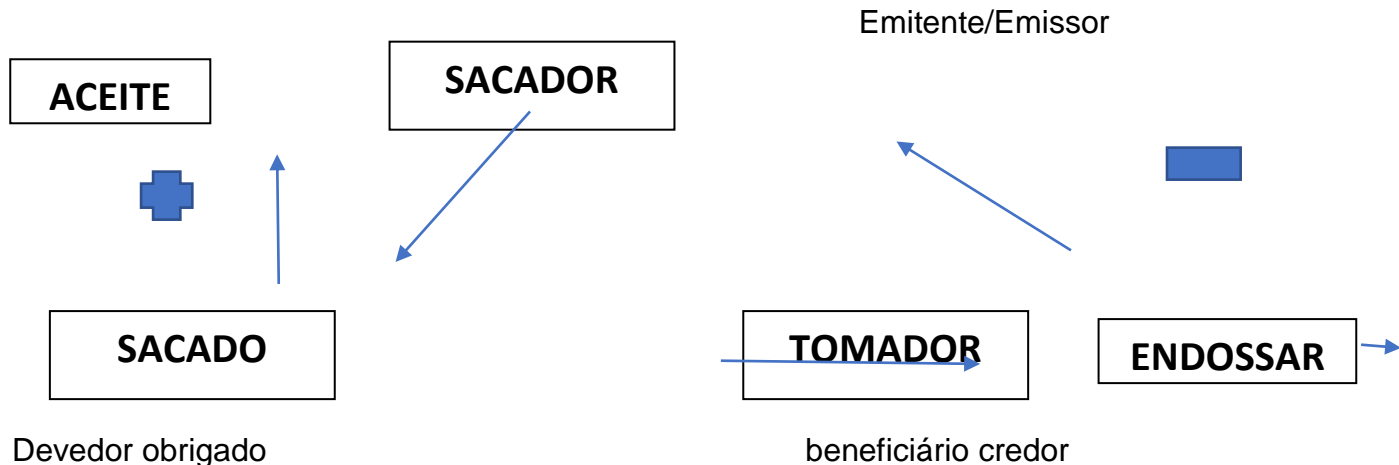 Emitente/Emissor
ACEITE
SACADOR
SACADO
TOMADOR
ENDOSSAR
Devedor obrigado
beneficiário credor